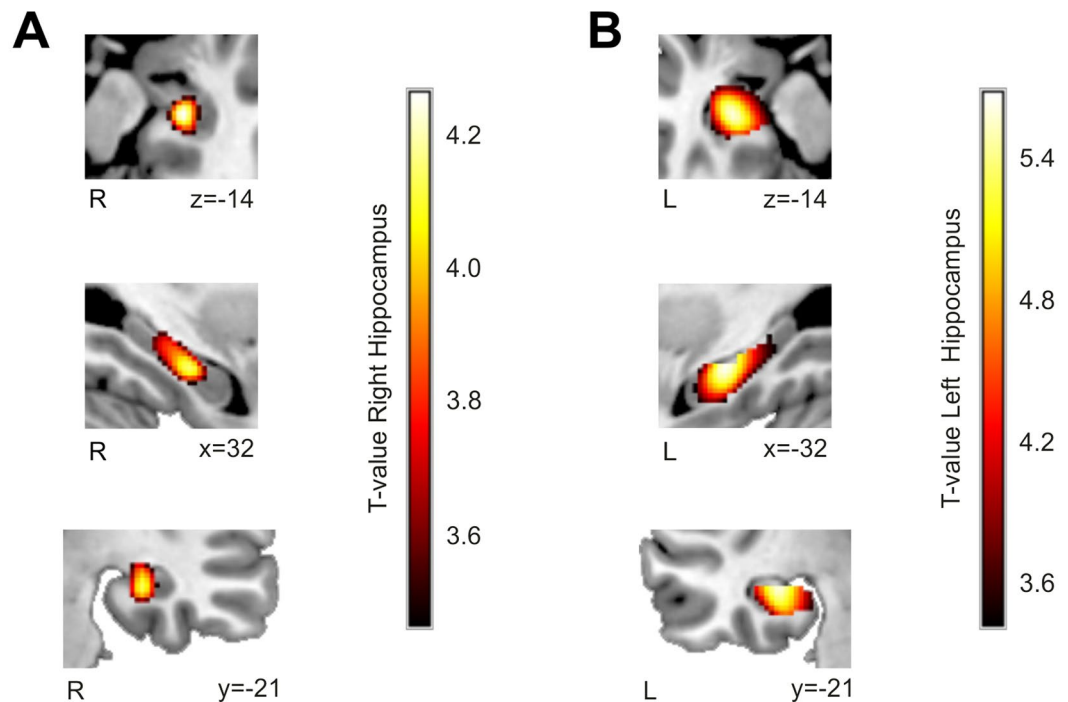 A
R z=-14
R x=32
R y=-21
T-value Right Hippocampus
4.2
4.0
3.8
3.6
B
L z=-14
L x=-32
L y=-21
T-value Left Hippocampus
5.4
4.8
4.2
3.6